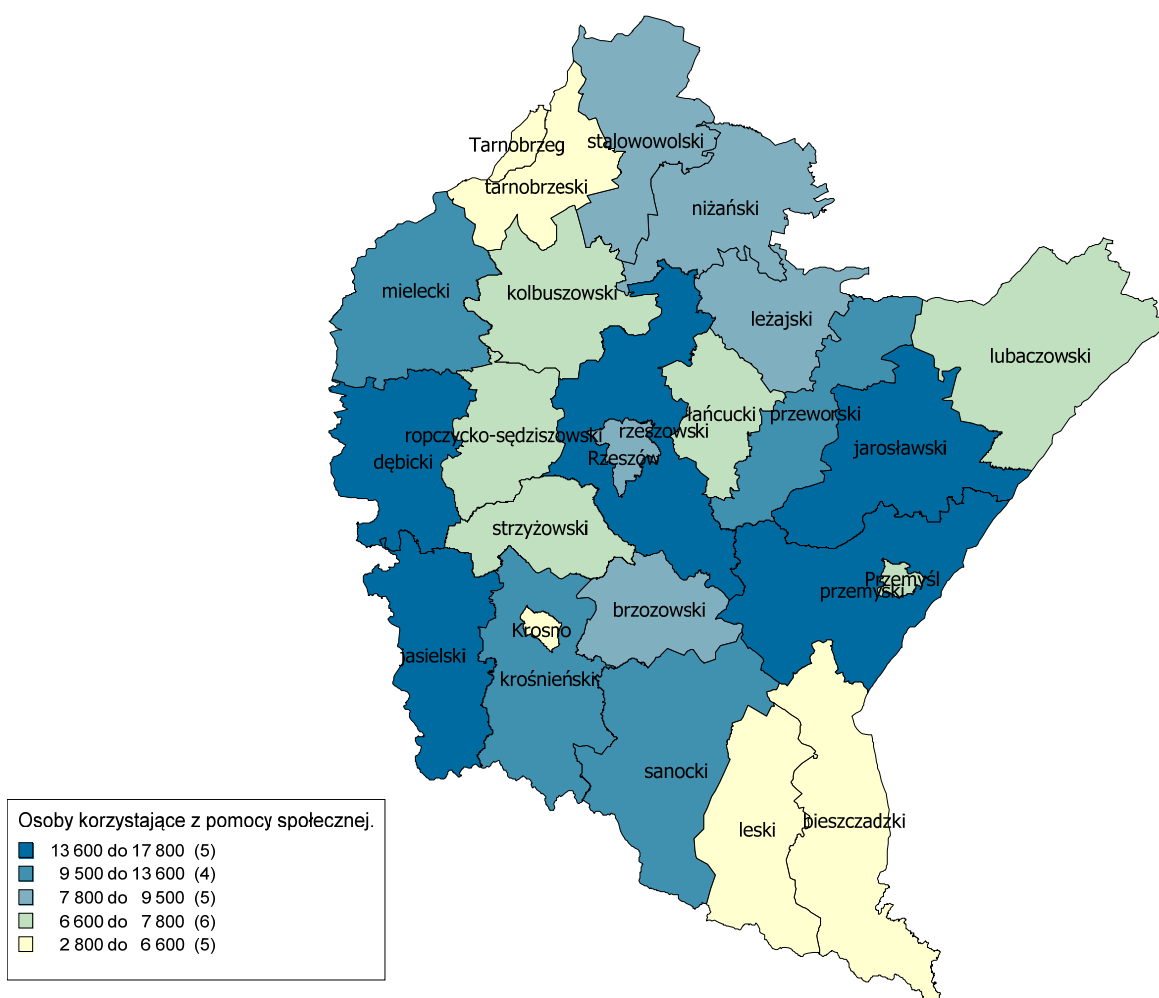 Tarnobrzeg
stalowowolski
tarnobrzeski
niżański
mielecki
kolbuszowski
leżajski
lubaczowski
łańcucki
przeworski
ropczycko-sędziszowski
rzeszowski
jarosławski
dębicki
Rzeszów
strzyżowski
Przemyśl
przemyski
brzozowski
Krosno
jasielski
krośnieński
sanocki
leski
bieszczadzki
Osoby korzystające z pomocy społecznej.
13 600 do 17 800 (5)
9 500 do 13 600 (4)
7 800 do 9 500 (5)
6 600 do 7 800 (6)
2 800 do 6 600 (5)